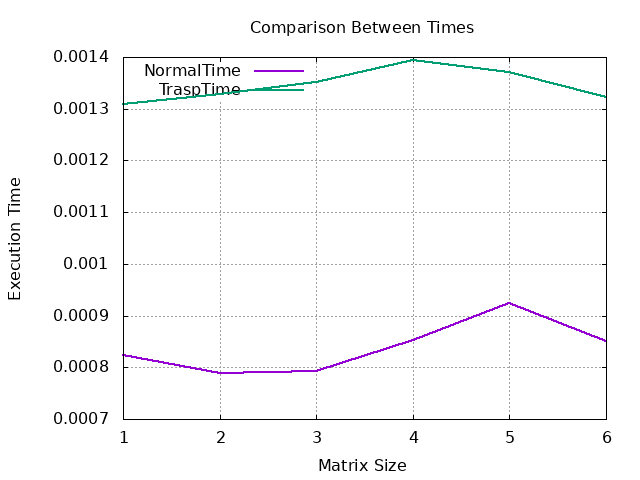 Comparison Between Times
NormalTime
TraspTime
0.0014
0.0013
0.0012
0.0011
0.001
0.0009
0.0008
0.0007
Execution Time
1 2 3 4 5 6
Matrix Size